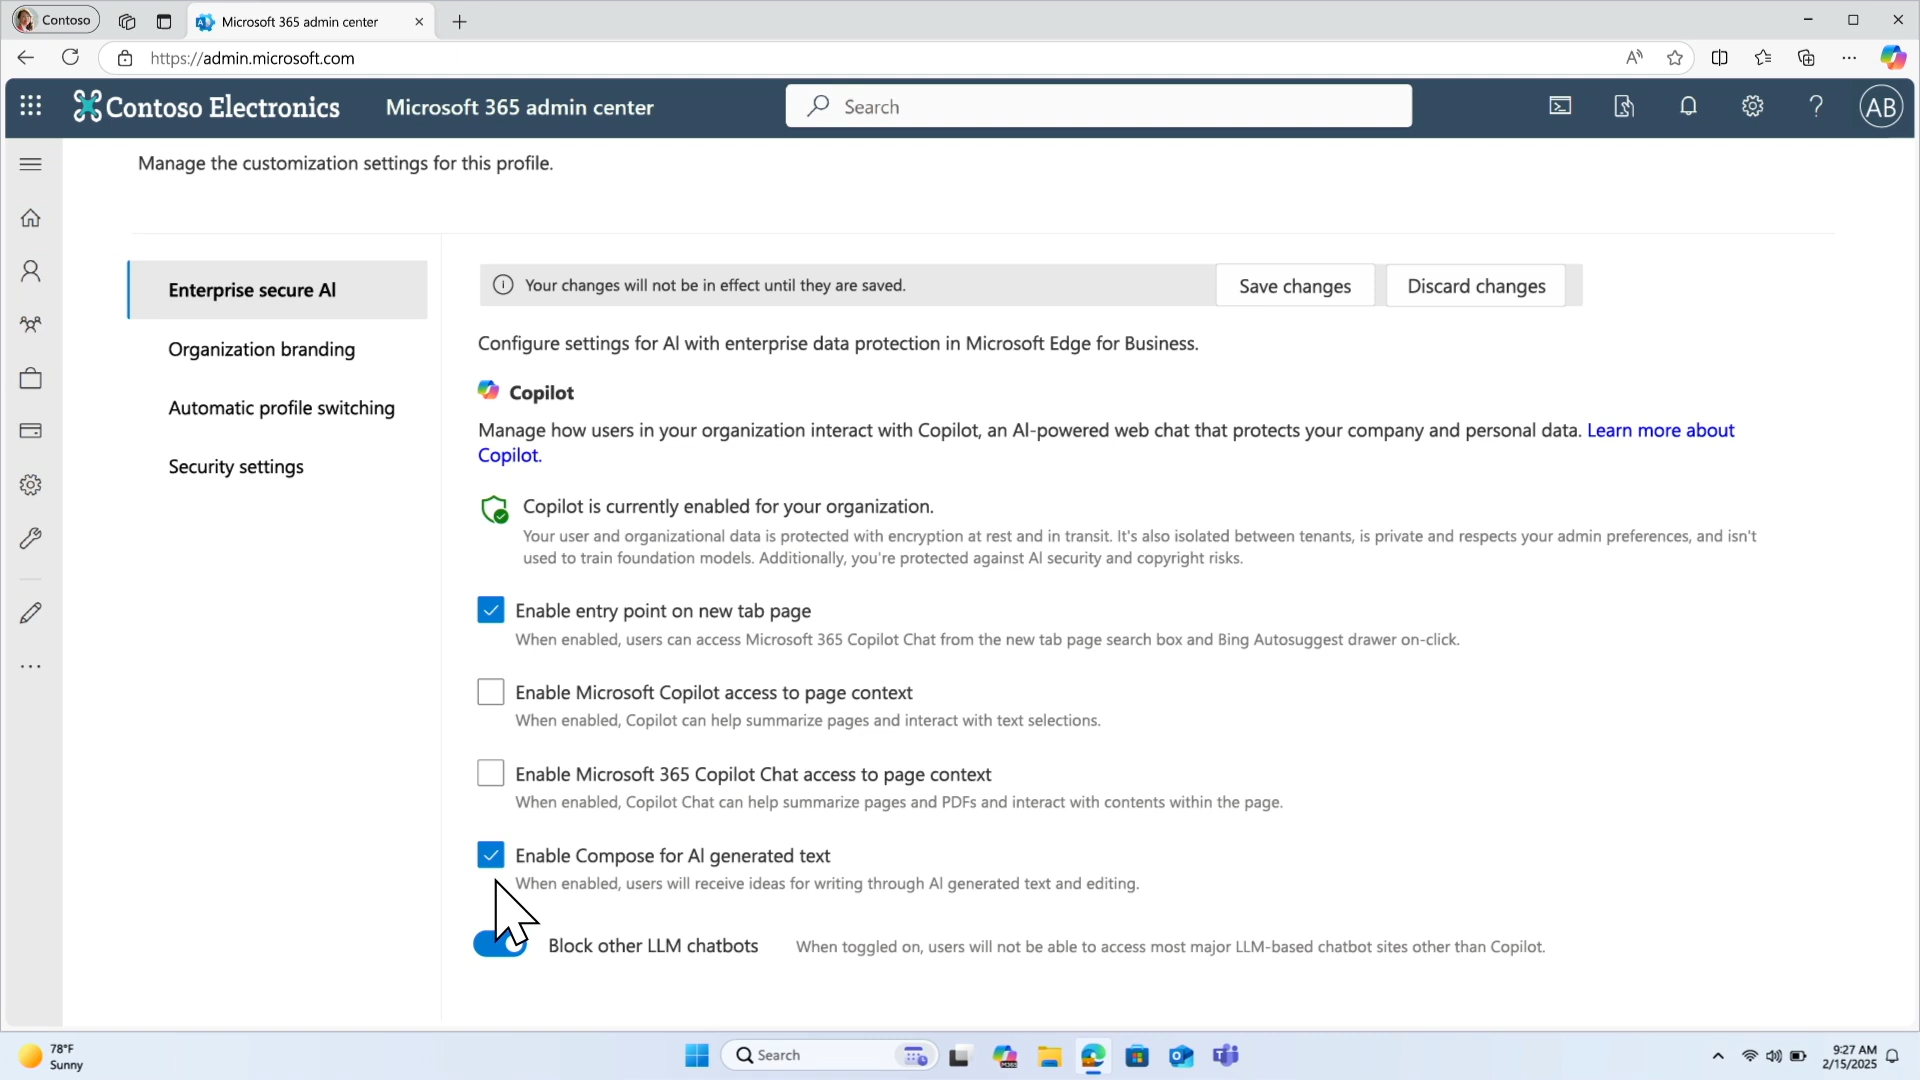 Contoso
Microsoft 365 admin center
https://admin.microsoft.com
Contoso Electronics
Microsoft 365 admin center
Search
AB
Manage the customization settings for this profile.
Enterprise secure AI
Organization branding
Automatic profile switching
Security settings
Your changes will not be in effect until they are saved.
Save changes
Discard changes
Configure settings for AI with enterprise data protection in Microsoft Edge for Business.
Copilot
Manage how users in your organization interact with Copilot, an AI-powered web chat that protects your company and personal data. Learn more about
Copilot.
Copilot is currently enabled for your organization.
Your user and organizational data is protected with encryption at rest and in transit. It's also isolated between tenants, is private and respects your admin preferences, and isn't
used to train foundation models. Additionally, you're protected against AI security and copyright risks.
Enable entry point on new tab page
When enabled, users can access Microsoft 365 Copilot Chat from the new tab page search box and Bing Autosuggest drawer on-click.
Enable Microsoft Copilot access to page context
When enabled, Copilot can help summarize pages and interact with text selections.
Enable Microsoft 365 Copilot Chat access to page context
When enabled, Copilot Chat can help summarize pages and PDFs and interact with contents within the page.
Enable Compose for AI generated text
When enabled, users will receive ideas for writing through AI generated text and editing.
Block other LLM chatbots
When toggled on, users will not be able to access most major LLM-based chatbot sites other than Copilot.
78°F
Sunny
Search
9:27 AM
2/15/2025